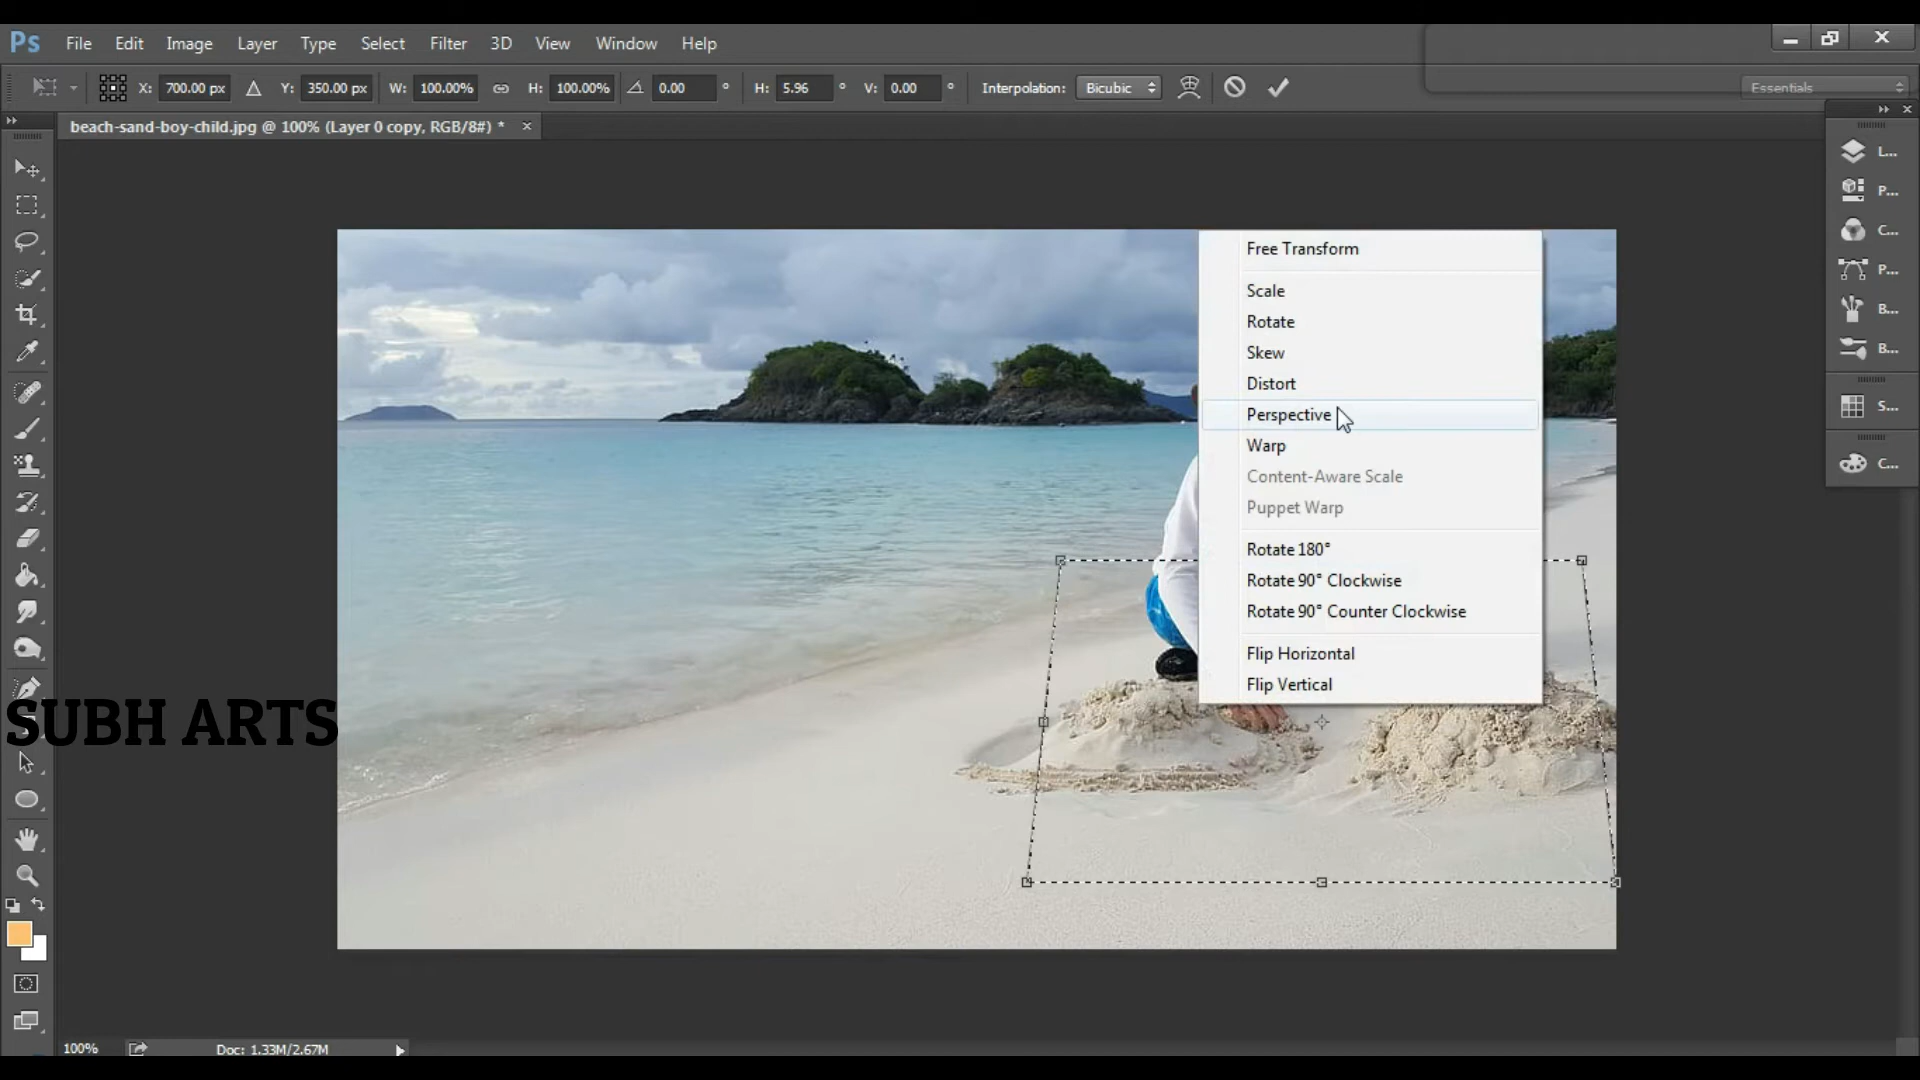 Ps File Edit Image Layer Type Select Filter 3D View Window Help
X: 700.00 px Y: 350.00 px W: 100.00% H: 100.00% 0.00 ° H: 5.96 ° V: 0.00 ° Interpolation: Bicubic Essentials
beach-sand-boy-child.jpg @ 100% (Layer 0 copy, RGB/8#) * ×
L...
P...
C...
P...
B...
B...
S...
C...
Free Transform
Scale
Rotate
Skew
Distort
Perspective
Warp
Content-Aware Scale
Puppet Warp
Rotate 180°
Rotate 90° Clockwise
Rotate 90° Counter Clockwise
Flip Horizontal
Flip Vertical
SUBH ARTS
100% Doc: 1.33M/2.67M